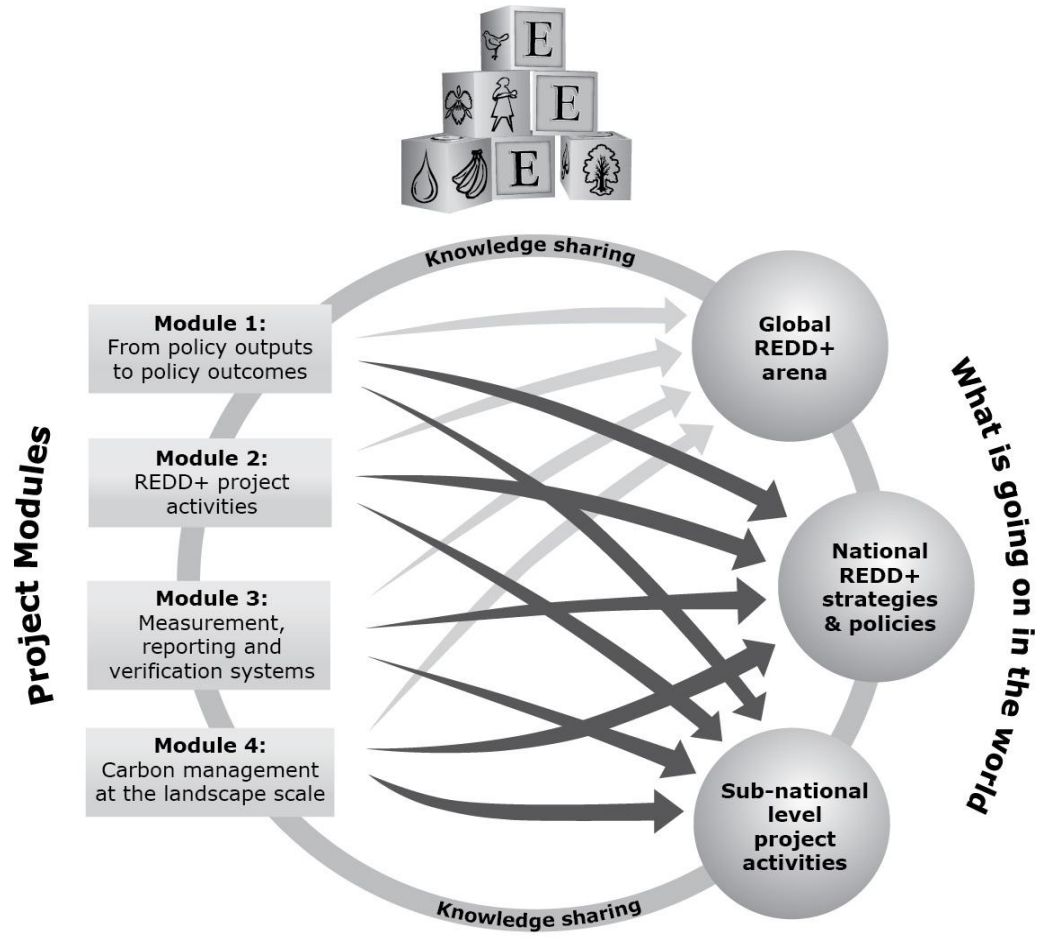 E
E
E
Knowledge sharing
Project Modules
Module 1:
From policy outputs
to policy outcomes
Module 2:
REDD+ project
activities
Module 3:
Measurement,
reporting and
verification systems
Module 4:
Carbon management
at the landscape scale
Global
REDD+
arena
National
REDD+
strategies
& policies
Sub-national
level
project
activities
What is going on in the world
Knowledge sharing